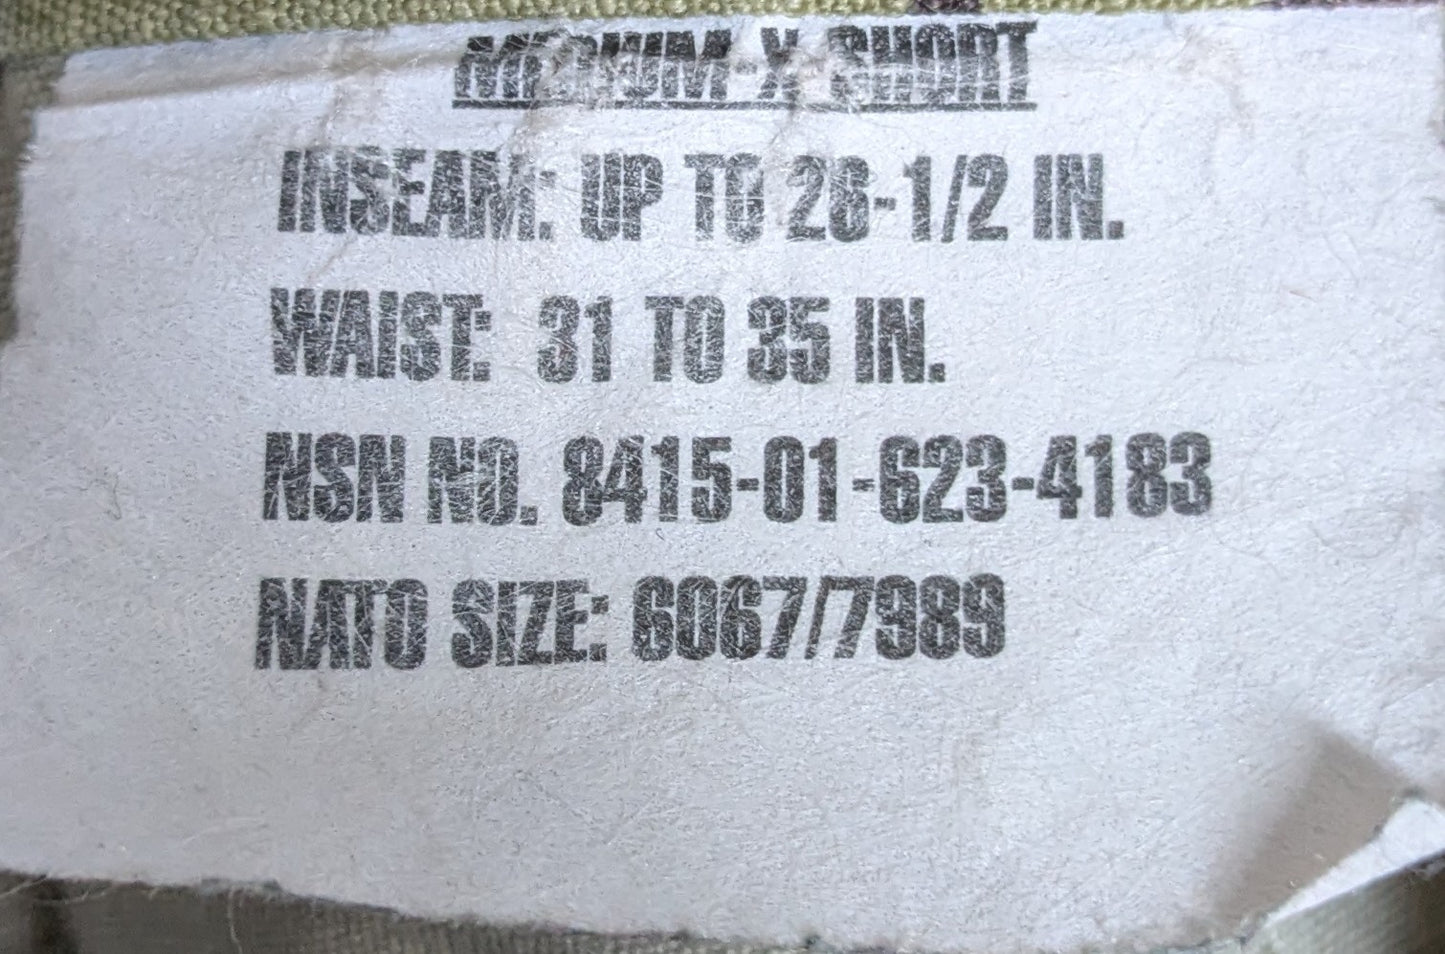 MEDIUM-X SHORT
INSEAM: UP TO 26-1/2 IN.
WAIST: 31 TO 35 IN.
NSN NO. 8415-01-623-4183
NATO SIZE: 6067/7989